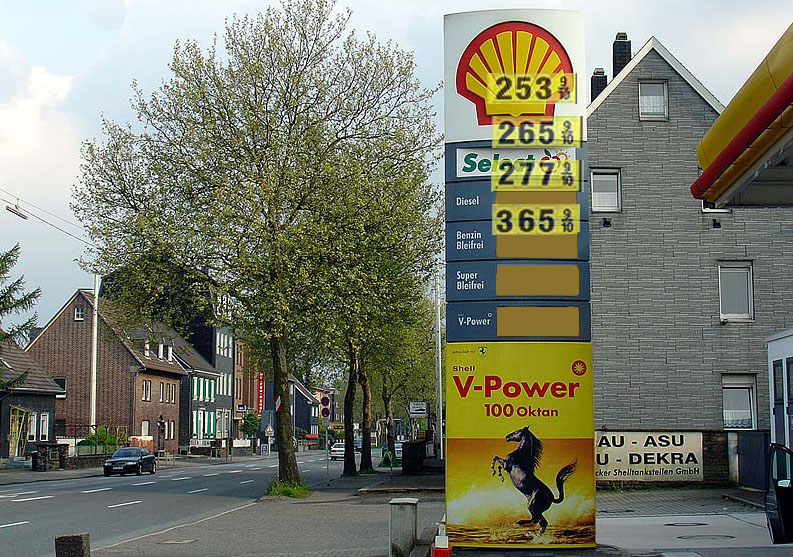 253 9/10
265 9/10
Select
277 9/10
Diesel
365 9/10
Benzin
Bleifrei
Super
Bleifrei
V-Power
Shell
V-Power
100 Oktan
AU - ASU
U - DEKRA
cker Shelltankstellen GmbH